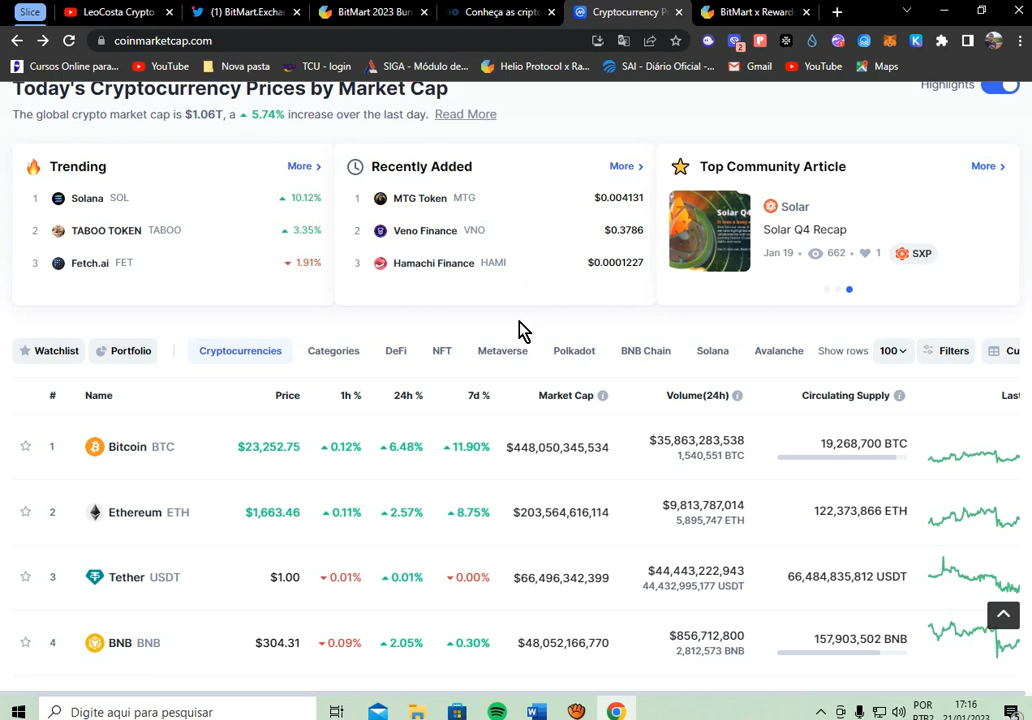 Slice
LeoCosta Crypto
(1) BitMart.Exchan
BitMart 2023 Bun
Conheça as cripto
Cryptocurrency P
BitMart x Reward
coinmarketcap.com
2
Cursos Online para...
YouTube
Nova pasta
TCU - login
SIGA - Módulo de...
Helio Protocol x Ra...
SAI - Diário Oficial -...
Gmail
YouTube
Maps
Today's Cryptocurrency Prices by Market Cap
Highlights
The global crypto market cap is $1.06T, a 5.74% increase over the last day. Read More
Trending
More
1 Solana SOL 10.12%
2 TABOO TOKEN TABOO 3.35%
3 Fetch.ai FET 1.91%
Recently Added
More
1 MTG Token MTG $0.004131
2 Veno Finance VNO $0.3786
3 Hamachi Finance HAMI $0.0001227
Top Community Article
More
Solar Q4
Solar
Solar Q4 Recap
Jan 19 • 662 • 1 SXP
Watchlist Portfolio Cryptocurrencies Categories DeFi NFT Metaverse Polkadot BNB Chain Solana Avalanche Show rows 100 Filters Cu
# Name Price 1h % 24h % 7d % Market Cap Volume(24h) Circulating Supply Las
1 Bitcoin BTC $23,252.75 0.12% 6.48% 11.90% $448,050,345,534 $35,863,283,538 19,268,700 BTC
1,540,551 BTC
2 Ethereum ETH $1,663.46 0.11% 2.57% 8.75% $203,564,616,114 $9,813,787,014 122,373,866 ETH
5,895,747 ETH
3 Tether USDT $1.00 0.01% 0.01% 0.00% $66,496,342,399 $44,443,222,943 66,484,835,812 USDT
44,432,995,177 USDT
4 BNB BNB $304.31 0.09% 2.05% 0.30% $48,052,166,770 $856,712,800 157,903,502 BNB
2,812,573 BNB
Digite aqui para pesquisar
POR
PTB2
17:16
21/01/2023